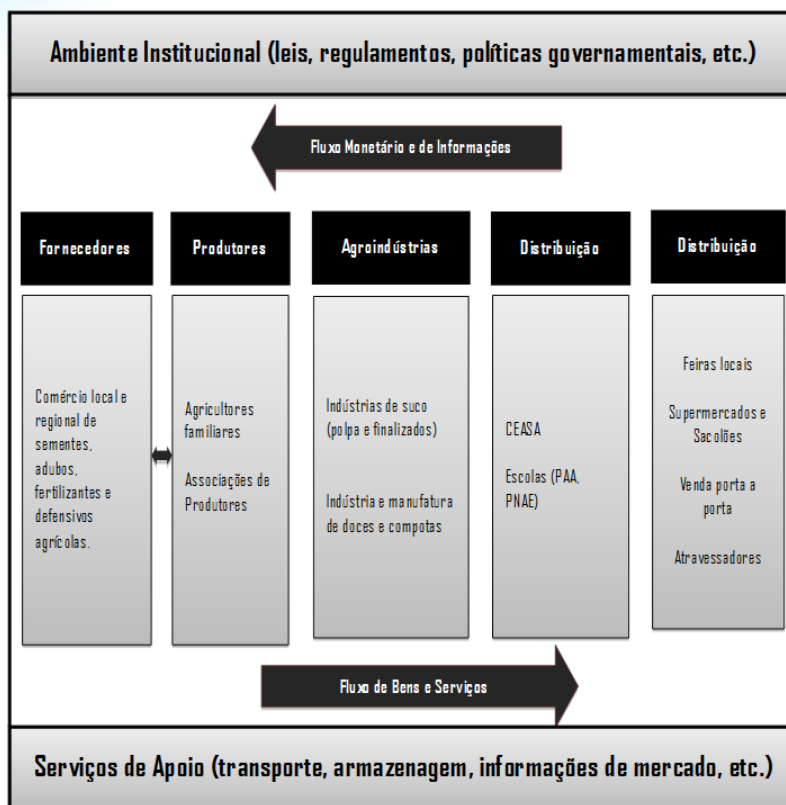 Ambiente Institucional (leis, regulamentos, políticas governamentais, etc.)
Fluxo Monetário e de Informações
Fornecedores
Produtores
Agroindústrias
Distribuição
Distribuição
Comércio local e
regional de
sementes,
adubos,
fertilizantes e
defensivos
agrícolas.
Agricultores
familiares
Associações de
Produtores
Indústrias de suco
(polpa e finalizados)
Indústria e manufatura
de doces e compotas
CEASA
Escolas (PAA,
PNAE)
Feiras locais
Supermercados e
Sacolões
Venda porta a
porta
Atravessadores
Fluxo de Bens e Serviços
Serviços de Apoio (transporte, armazenagem, informações de mercado, etc.)